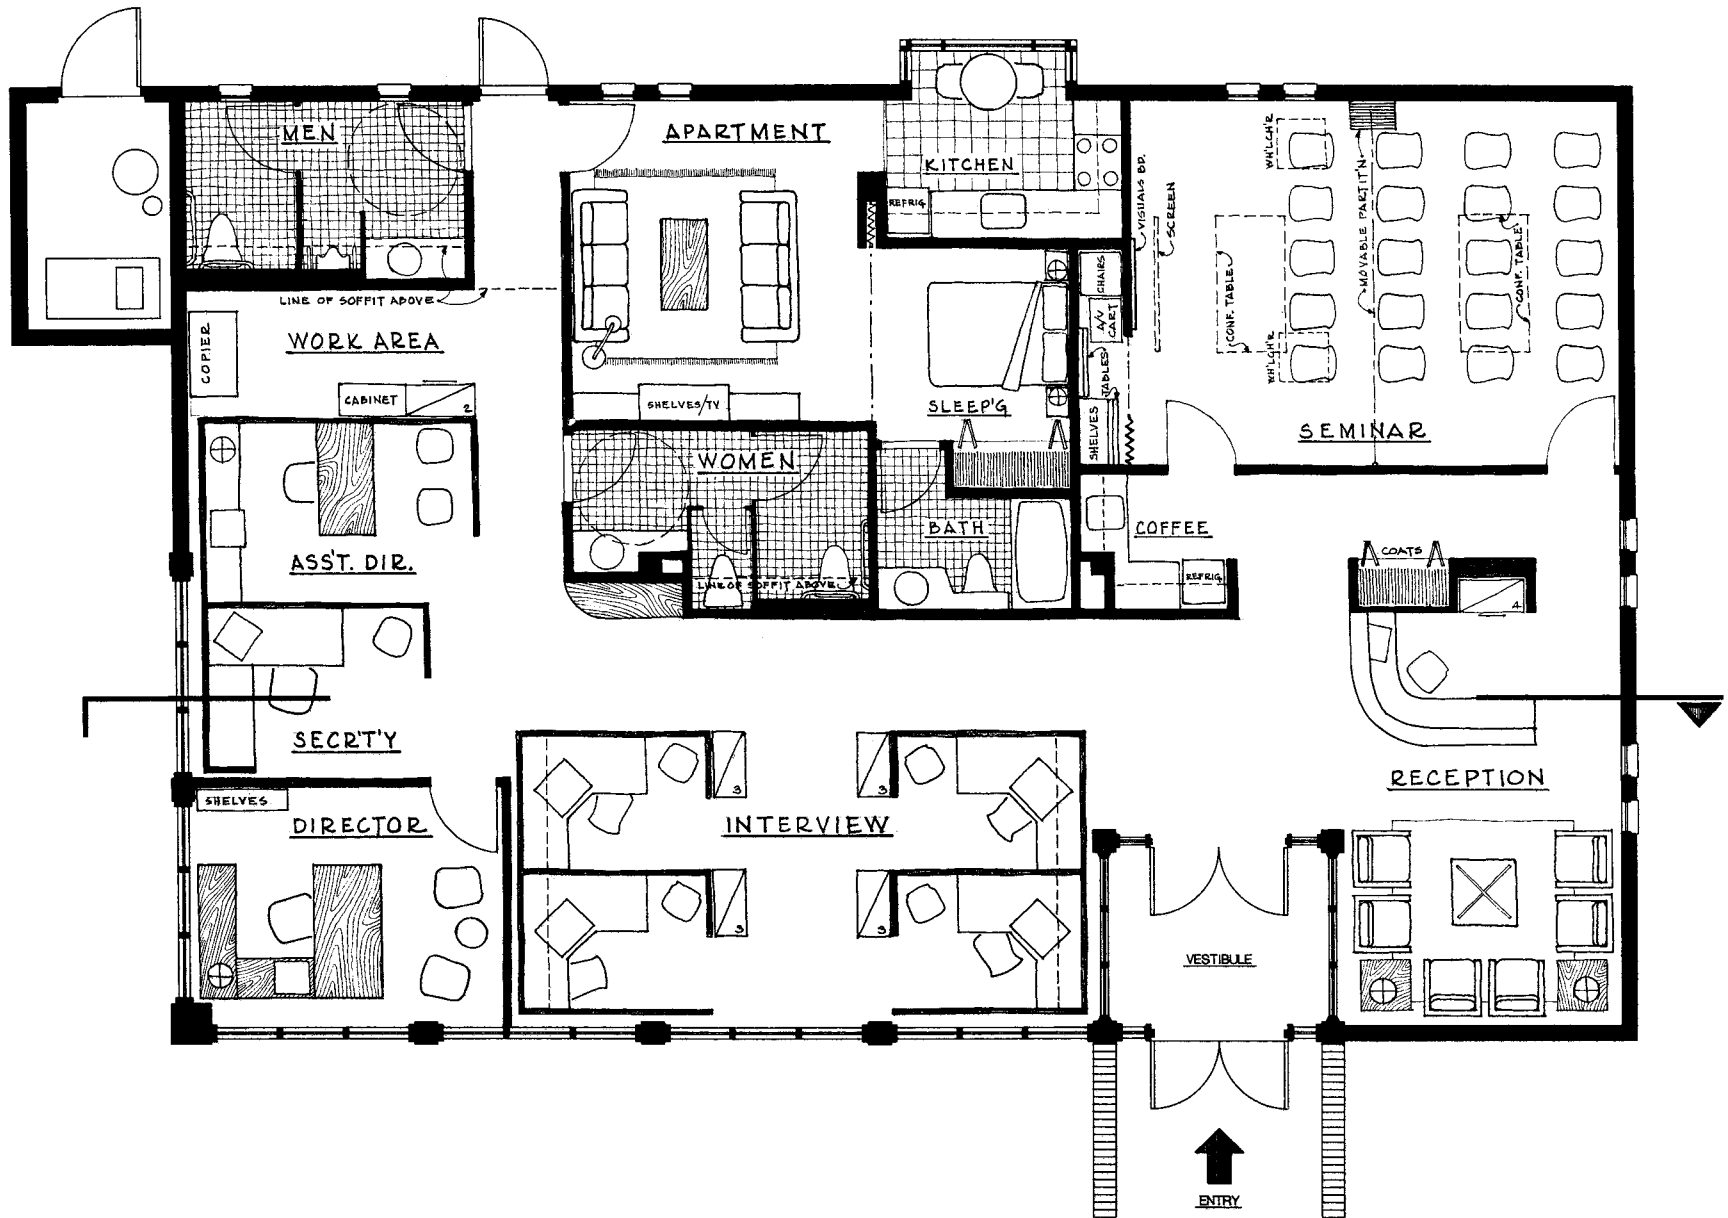 MEN
APARTMENT
KITCHEN
REFRIG
WH'LCH'R
VISUALS BD.
SCREEN
MOVABLE PARTIT'N
CONF. TABLE
CONF. TABLE
WH'LCH'R
LINE OF SOFFIT ABOVE
WORK AREA
COPIER
CABINET
2
SHELVES/TV
CHAIRS
A/V
CART
TABLES
SHELVES
SLEEP'G
SEMINAR
WOMEN
LINE OF SOFFIT ABOVE
BATH
COFFEE
REFRIG
COATS
4
ASS'T. DIR.
SECR'T'Y
SHELVES
DIRECTOR
3
3
INTERVIEW
3
3
RECEPTION
VESTIBULE
ENTRY